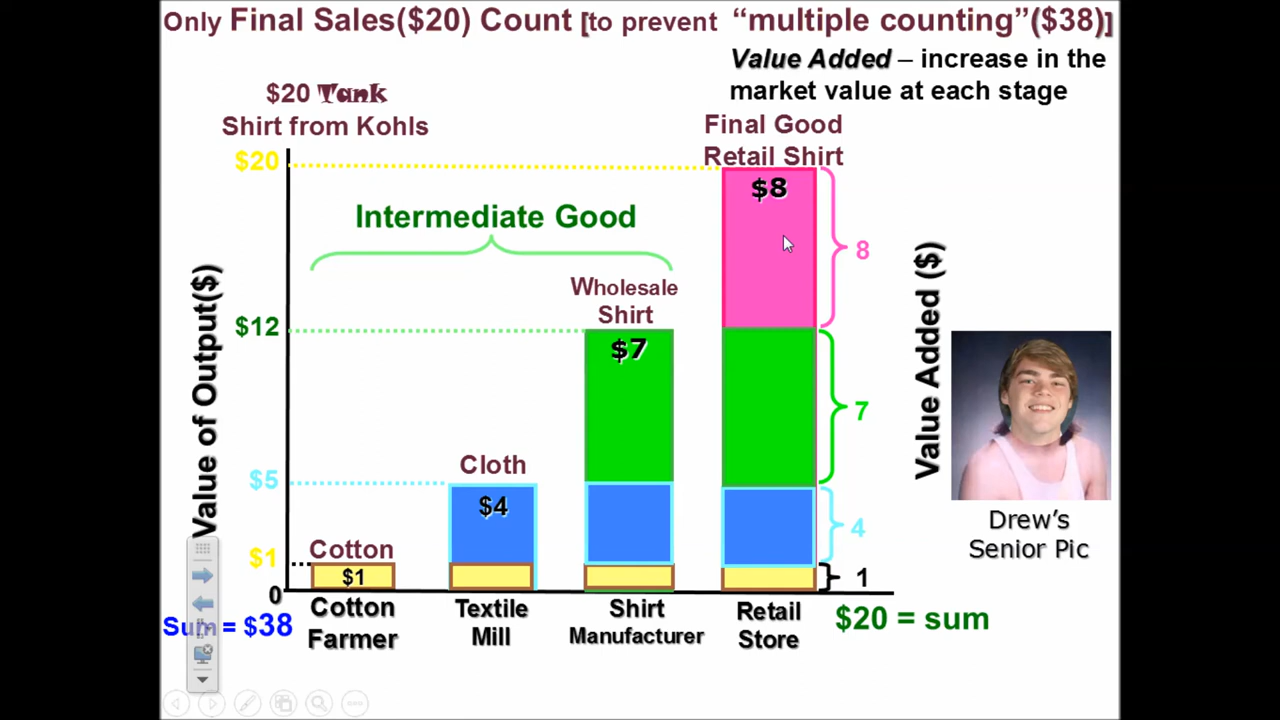 Only Final Sales($20) Count [to prevent “multiple counting”($38)]
Value Added – increase in the
market value at each stage
$20 Tank
Shirt from Kohls
Final Good
Retail Shirt
$20
$8
Intermediate Good
8
Wholesale
Shirt
$12
$7
7
Value of Output($)
Value Added ($)
Cloth
$5
$4
4
Drew’s
Senior Pic
Cotton
$1
$1
1
0
Cotton
Farmer
Textile
Mill
Shirt
Manufacturer
Retail
Store
Sum = $38
$20 = sum